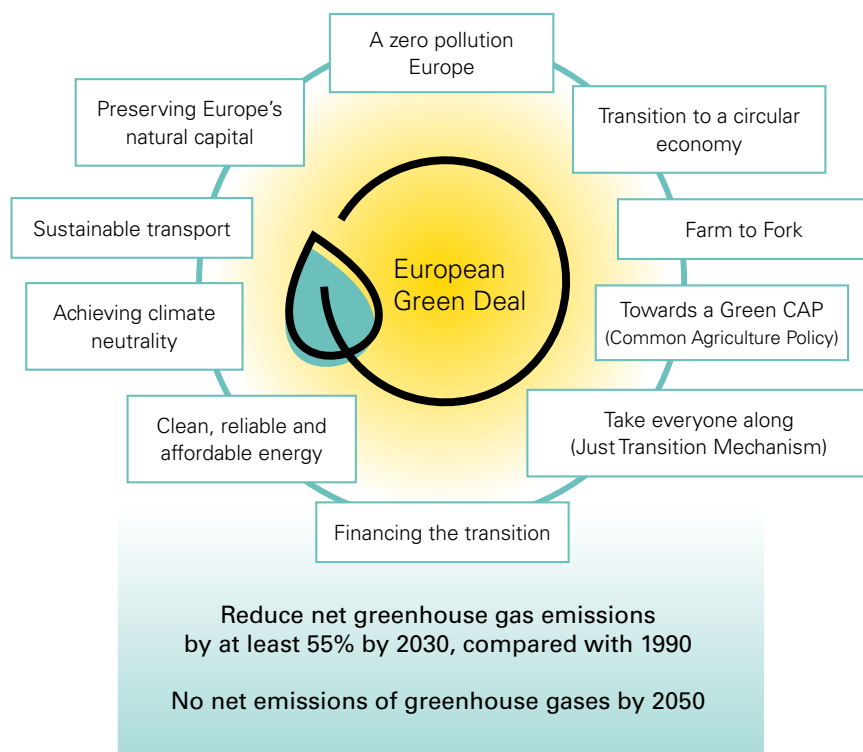 A zero pollution
Europe
Preserving Europe's
natural capital
Transition to a circular
economy
Sustainable transport
Farm to Fork
European
Green Deal
Achieving climate
neutrality
Towards a Green CAP
(Common Agriculture Policy)
Clean, reliable and
affordable energy
Take everyone along
(Just Transition Mechanism)
Financing the transition
Reduce net greenhouse gas emissions
by at least 55% by 2030, compared with 1990
No net emissions of greenhouse gases by 2050